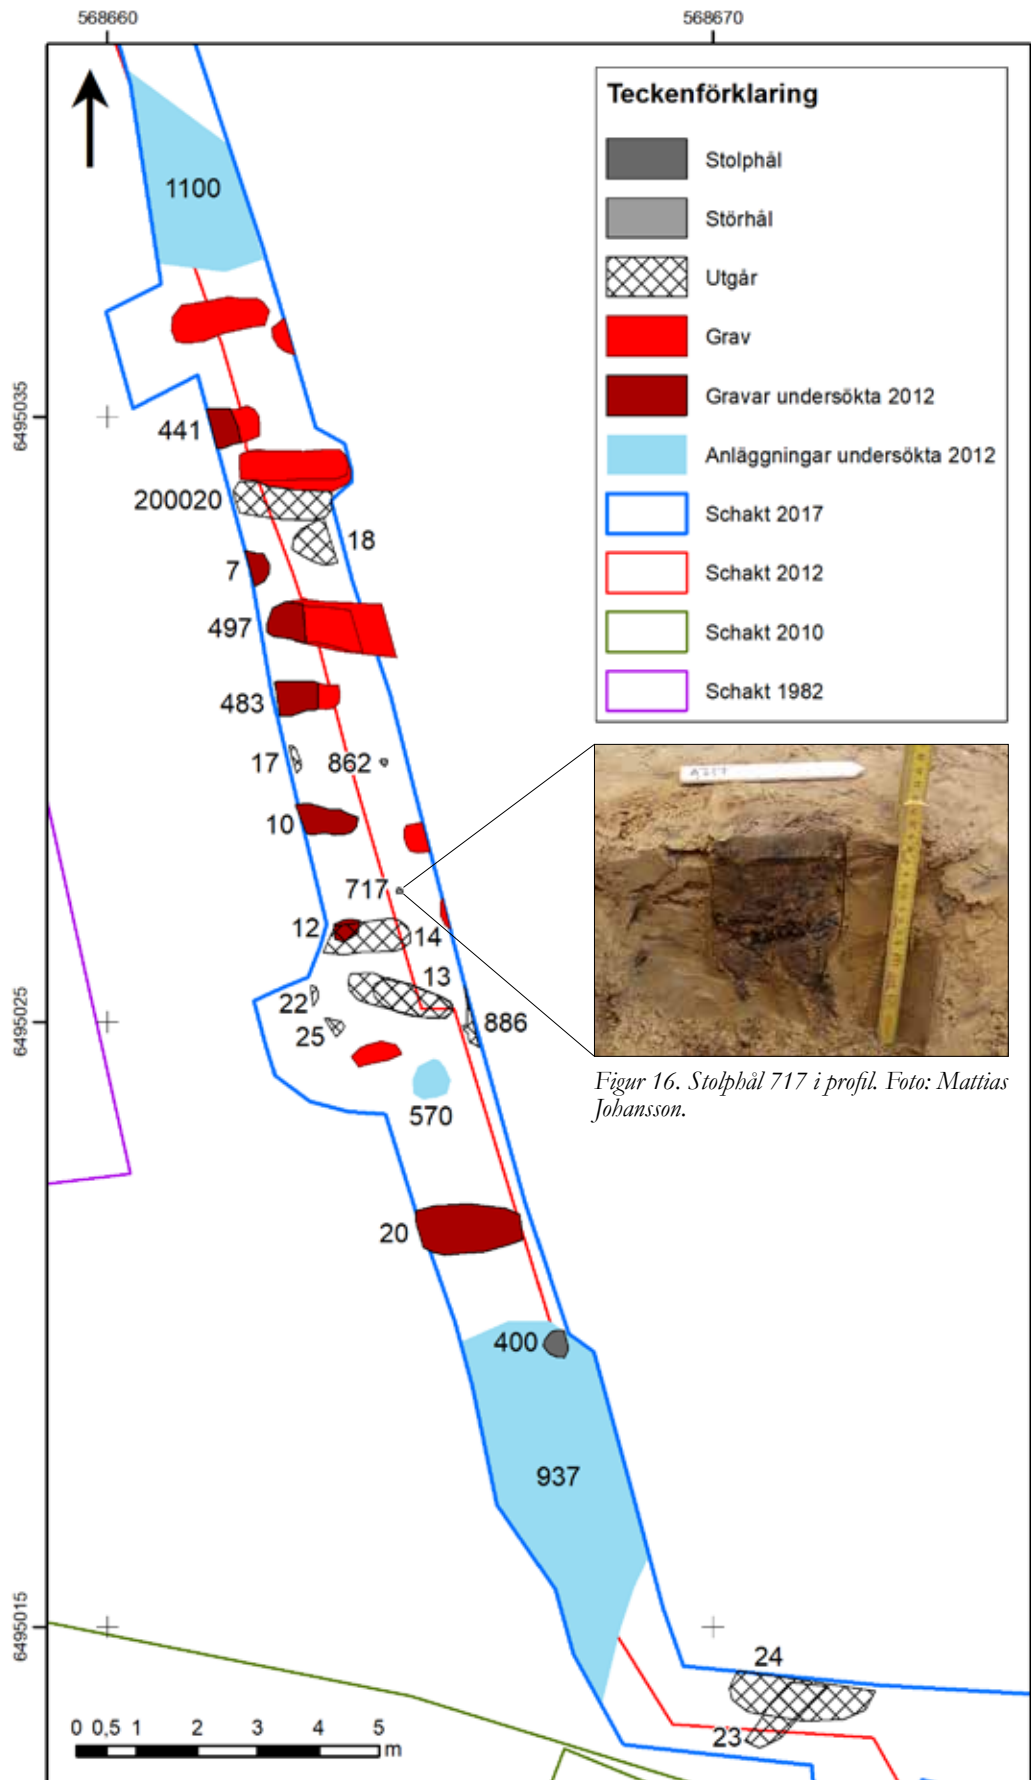 568660
568670
Teckenförklaring
Stolphål
Störhål
Utgår
Grav
Gravar undersökta 2012
Anläggningar undersökta 2012
Schakt 2017
Schakt 2012
Schakt 2010
Schakt 1982
1100
6495035
441
200020
18
7
497
483
17
862
10
717
12
14
13
22
25
886
6495025
570
Figur 16. Stolphål 717 i profil. Foto: Mattias
Johansson.
20
400
937
6495015
24
23
0 0,5 1 2 3 4 5
m